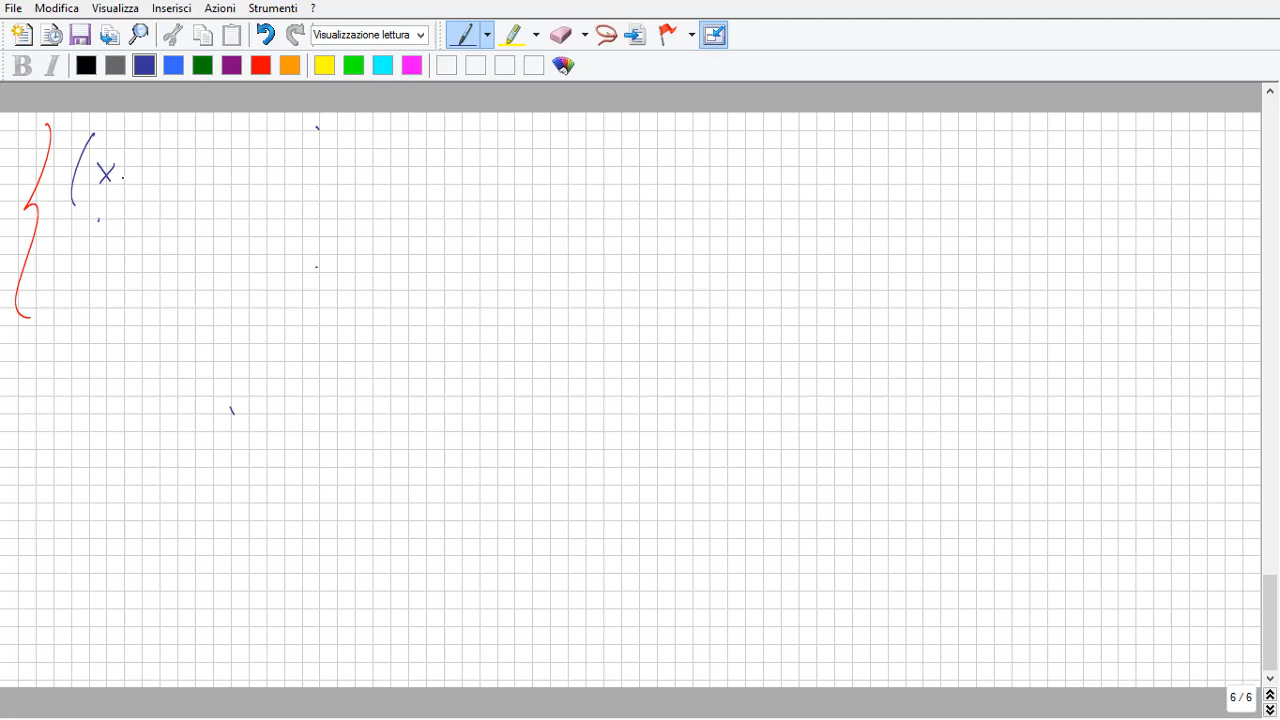 File Modifica Visualizza Inserisci Azioni Strumenti ?
Visualizzazione lettura
B I
{ ( x .
6 / 6